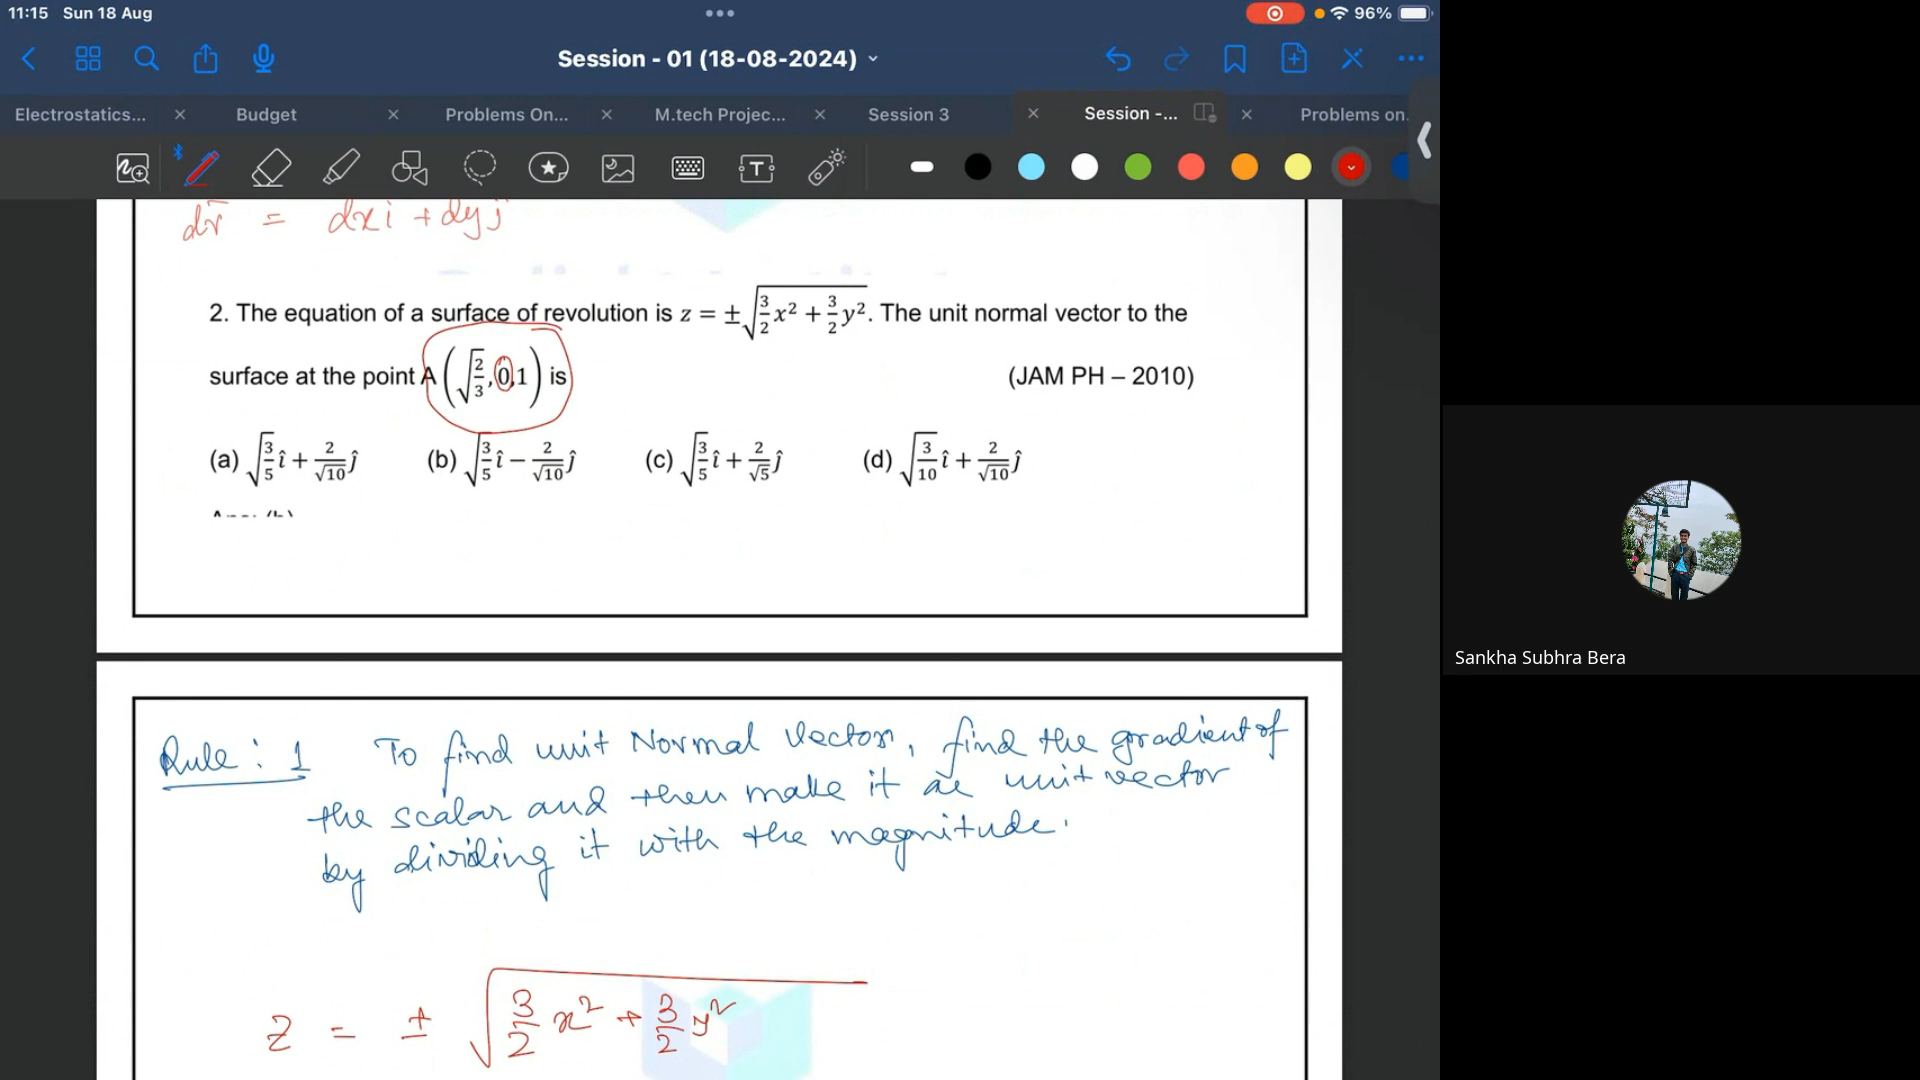 11:15 Sun 18 Aug
96%
Session - 01 (18-08-2024)
Electrostatics... × Budget × Problems On... × M.tech Projec... × Session 3 × Session -... × Problems on.
dr̄ = dxi + dyj
2. The equation of a surface of revolution is z = ±√(3/2 x² + 3/2 y²). The unit normal vector to the
surface at the point A (√(2/3), 0, 1) is
(JAM PH – 2010)
(a) √(3/5) î + 2/√10 ĵ (b) √(3/5) î − 2/√10 ĵ (c) √(3/5) î + 2/√5 ĵ (d) √(3/10) î + 2/√10 ĵ
Rule : 1 To find unit Normal Vector, find the gradient of
the scalar and then make it as unit vector
by dividing it with the magnitude.
z = ± √(3/2 x² + 3/2 y²)
Sankha Subhra Bera